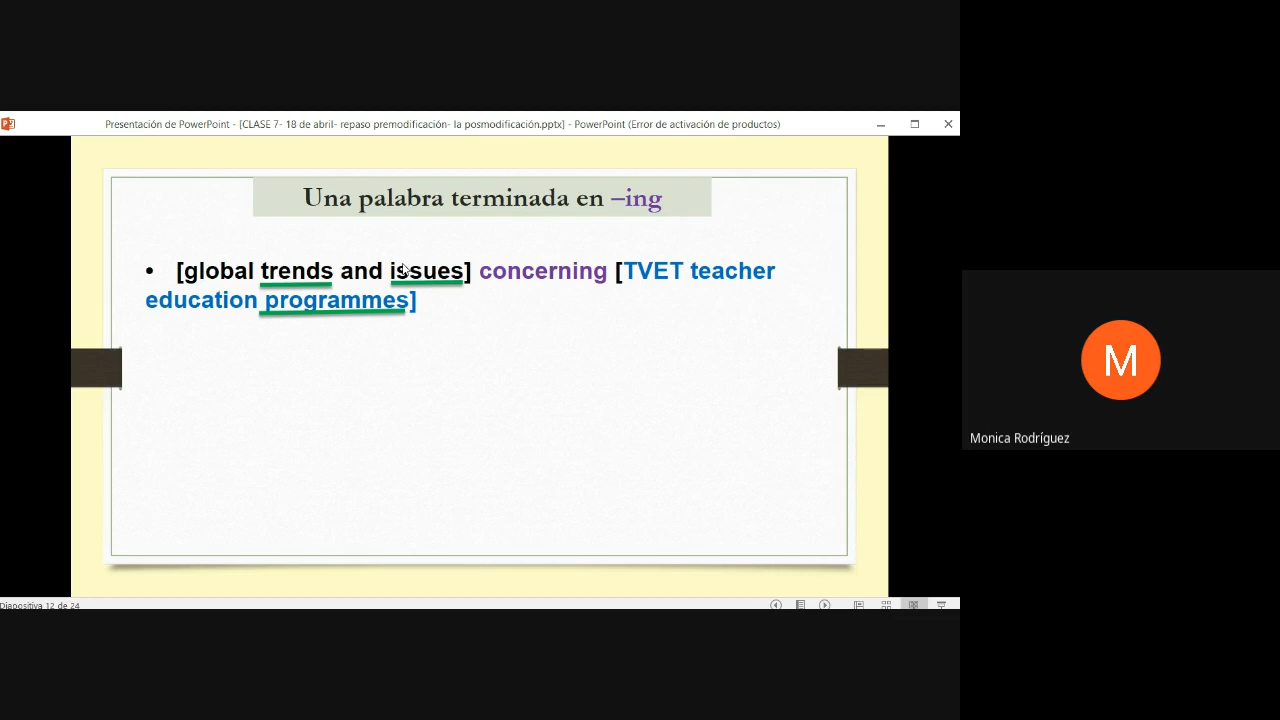 Presentación de PowerPoint - [CLASE 7- 18 de abril- repaso premodificación- la posmodificación.pptx] - PowerPoint (Error de activación de productos)
Una palabra terminada en –ing
• [global trends and issues] concerning [TVET teacher
education programmes]
M
Monica Rodríguez
Diapositiva 12 de 24